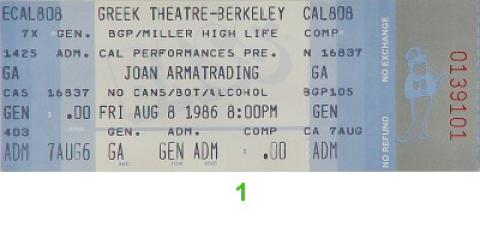 ECAL808 GREEK THEATRE-BERKELEY CAL808
7X GEN. BGP/MILLER HIGH LIFE COMP
1425 ADM. CAL PERFORMANCES PRE. N 16837
GA JOAN ARMATRADING GA
CAS 16837 NO CANS/BOT/ALCOHOL BGP105
GEN .00 FRI AUG 8 1986 8:00PM GEN
403 GEN. ADM. COMP CA 7AUG
ADM 7AUG6 GA GEN ADM .00 ADM
SEC ROW SEAT
NO REFUND NO EXCHANGE
0139101
1